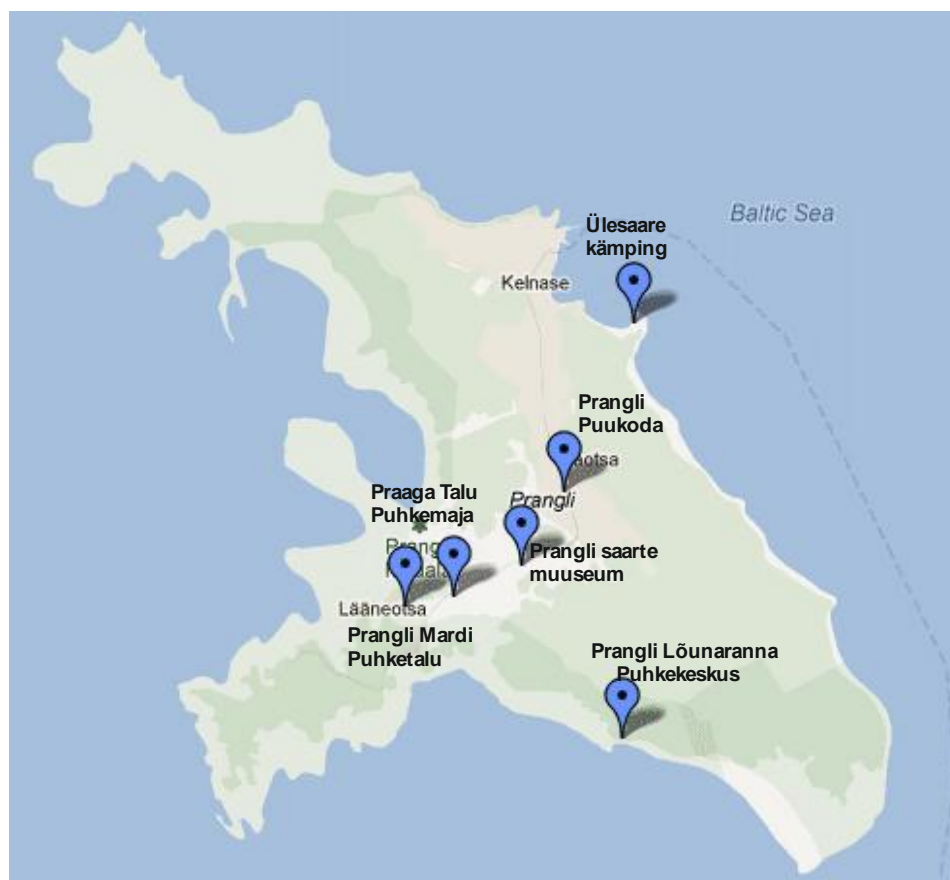 Baltic Sea
Ülesaare
kämping
Kelnase
Prangli
Puukoda
aotsa
Praaga Talu
Puhkemaja
Prangli
Prangli saarte
muuseum
Lääneotsa
Prangli Mardi
Puhketalu
Prangli Lõunaranna
Puhkekeskus